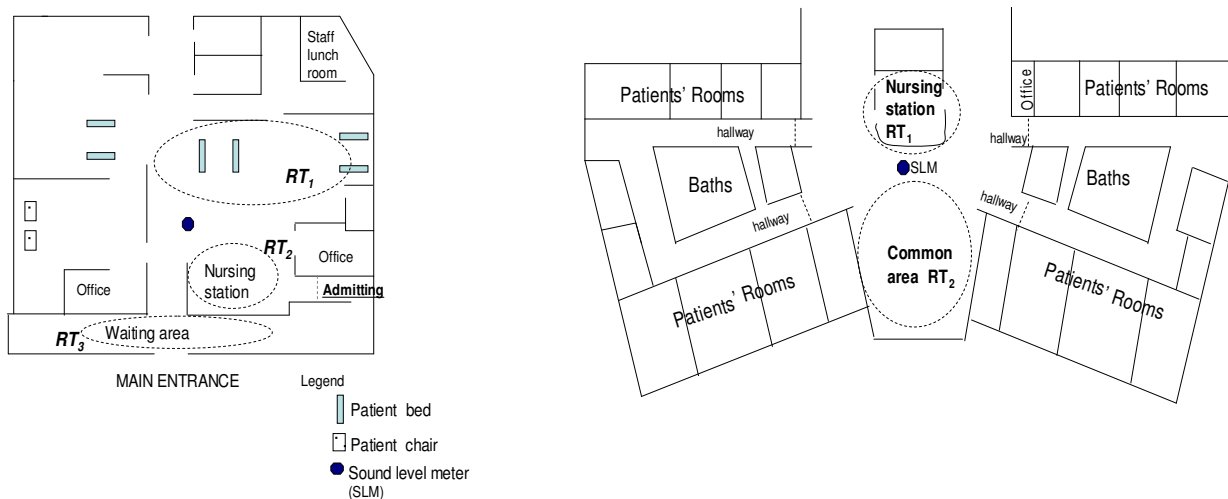 Staff
lunch
room
RT1
RT2
Office
Nursing
station
Office
Admitting
RT3
Waiting area
MAIN ENTRANCE
Legend
Patient bed
Patient chair
Sound level meter
(SLM)
Patients' Rooms
Nursing
station
RT1
Office
Patients' Rooms
hallway
hallway
SLM
Baths
Baths
hallway
hallway
Common
area RT2
Patients' Rooms
Patients' Rooms